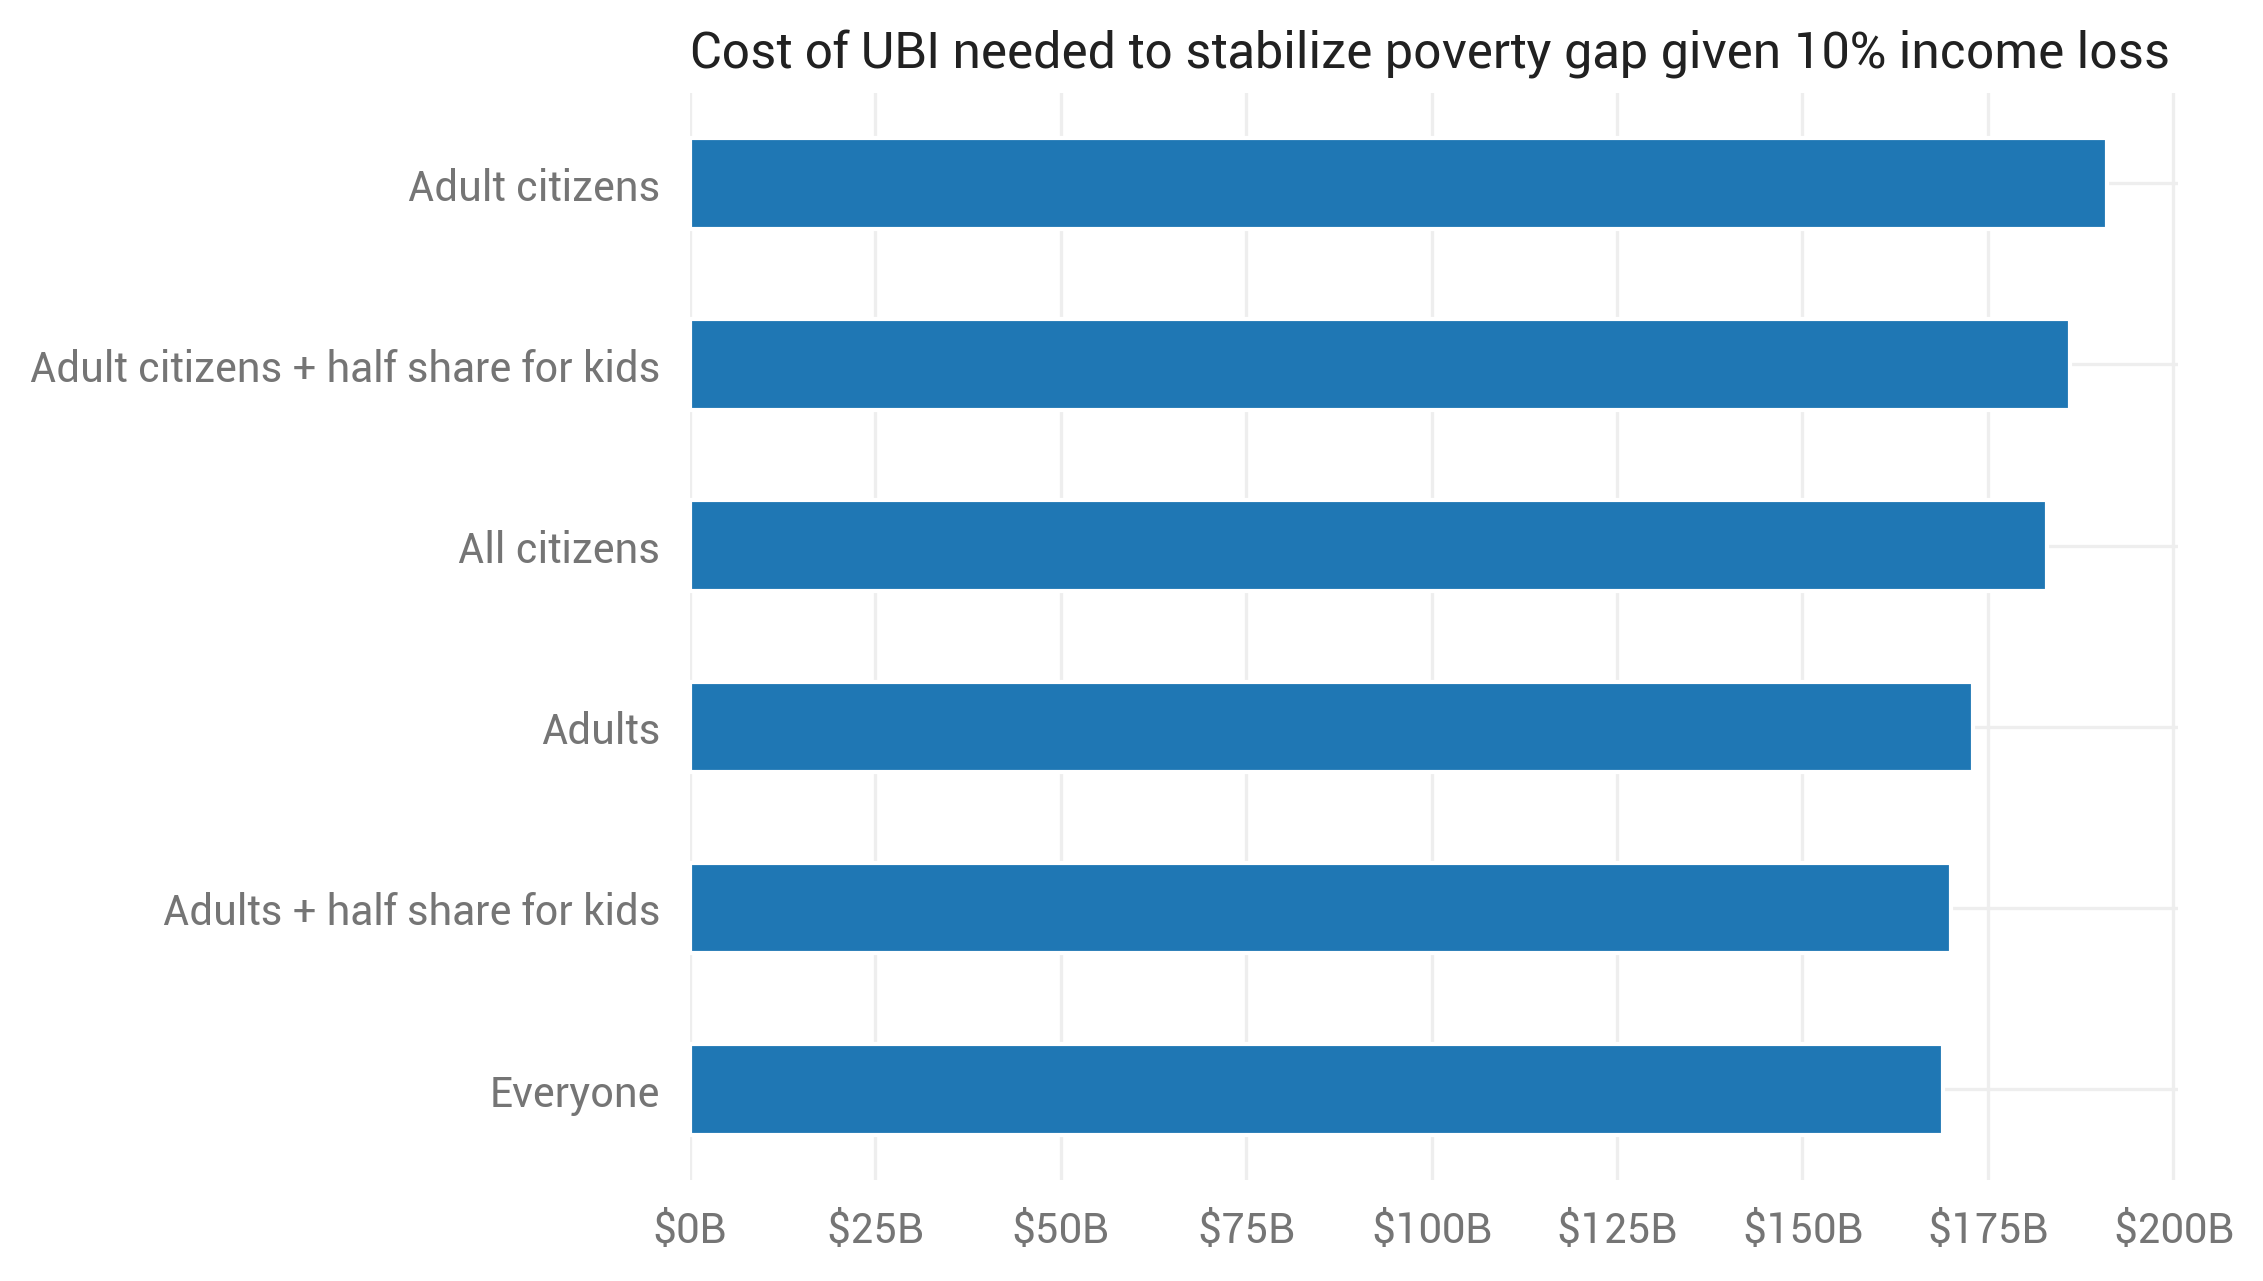 Cost of UBI needed to stabilize poverty gap given 10% income loss
Adult citizens
Adult citizens + half share for kids
All citizens
Adults
Adults + half share for kids
Everyone
$0B $25B $50B $75B $100B $125B $150B $175B $200B